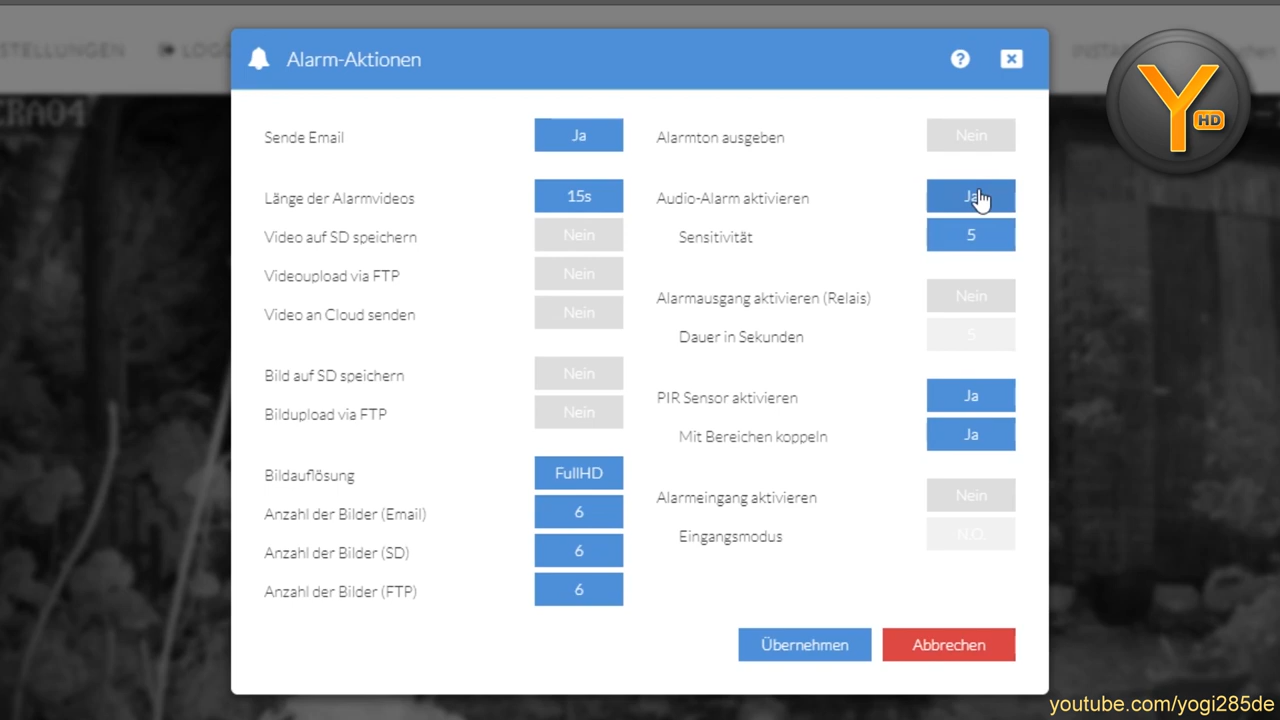 STELLUNGEN
CRA04
Alarm-Aktionen
?
Sende Email Ja
Länge der Alarmvideos 15s
Video auf SD speichern Nein
Videoupload via FTP Nein
Video an Cloud senden Nein
Bild auf SD speichern Nein
Bildupload via FTP Nein
Bildauflösung FullHD
Anzahl der Bilder (Email) 6
Anzahl der Bilder (SD) 6
Anzahl der Bilder (FTP) 6
Alarmton ausgeben Nein
Audio-Alarm aktivieren Ja
Sensitivität 5
Alarmausgang aktivieren (Relais) Nein
Dauer in Sekunden 5
PIR Sensor aktivieren Ja
Mit Bereichen koppeln Ja
Alarmeingang aktivieren Nein
Eingangsmodus N.O.
Übernehmen Abbrechen
Y HD
youtube.com/yogi285de